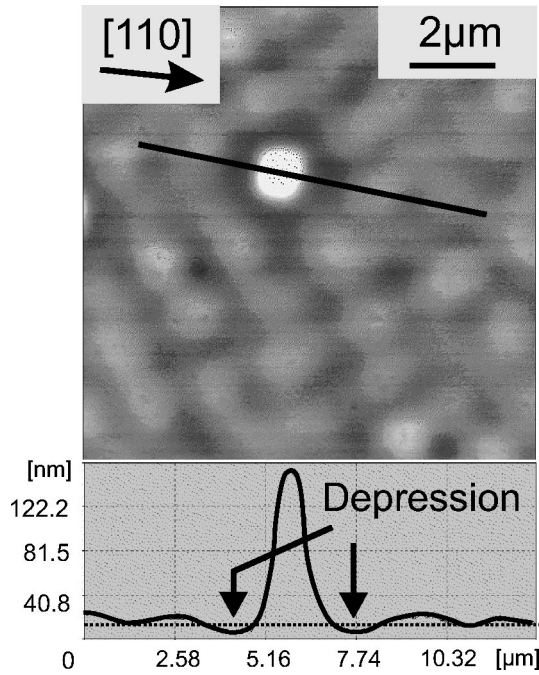 [110]
2μm
[nm]
122.2
Depression
81.5
40.8
0 2.58 5.16 7.74 10.32 [μm]